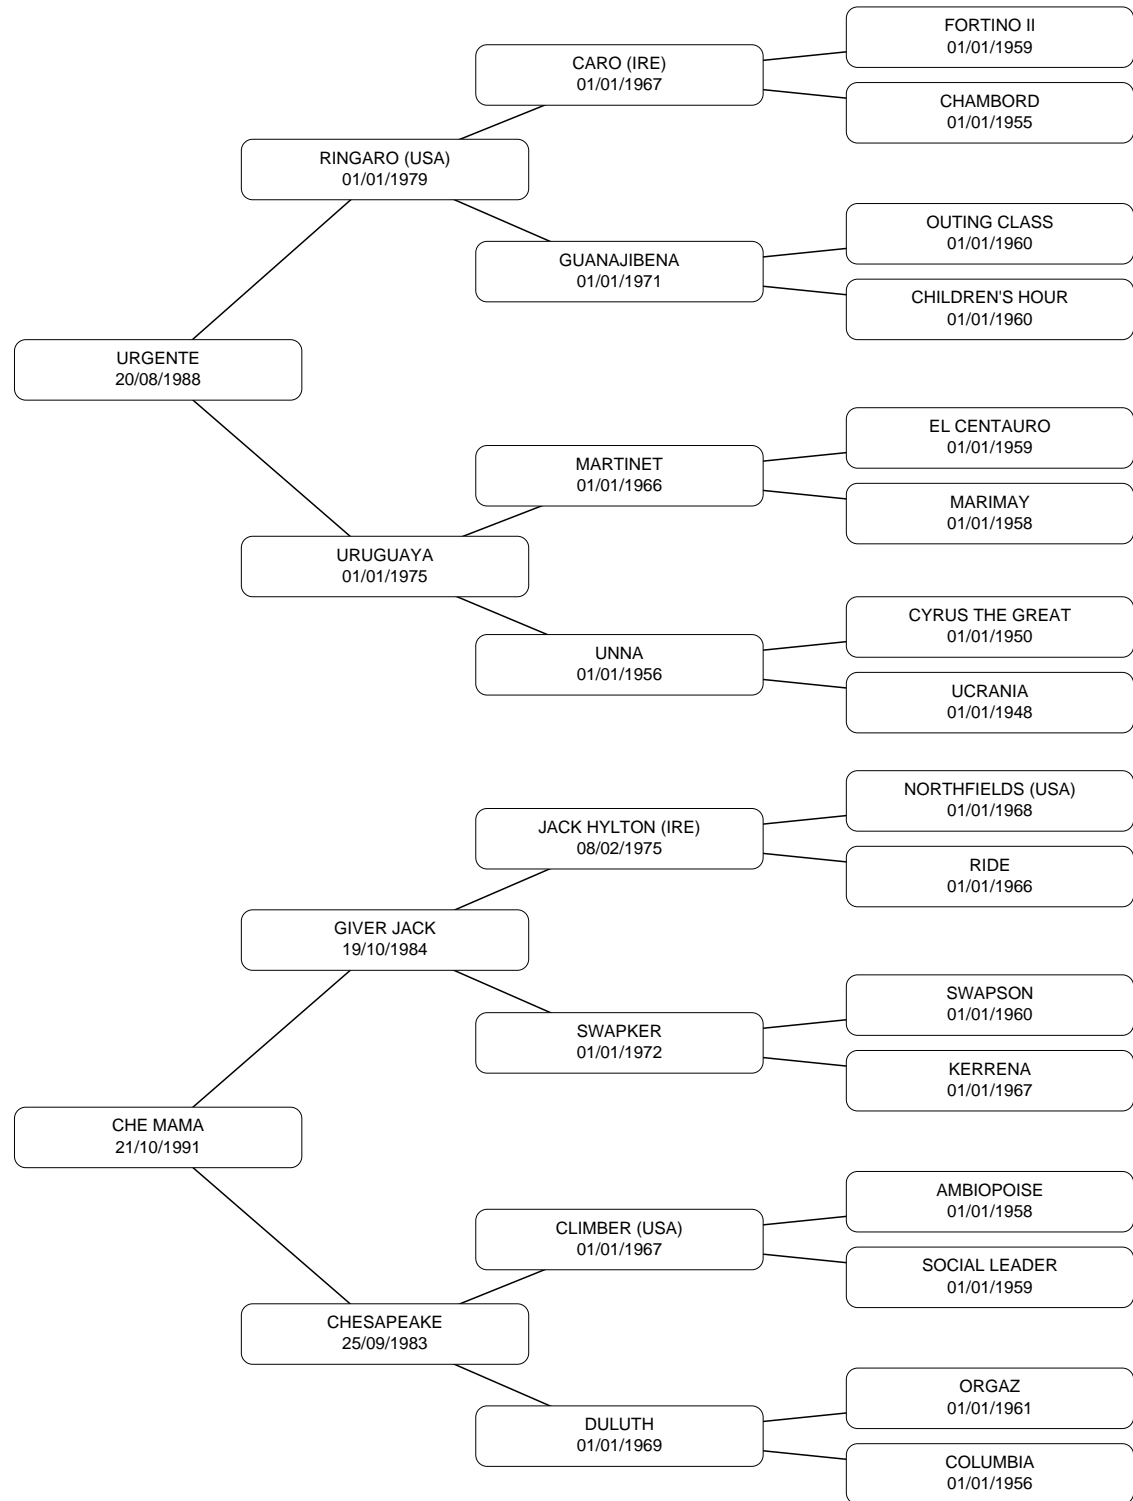 FORTINO II
01/01/1959
CARO (IRE)
01/01/1967
CHAMBORD
01/01/1955
RINGARO (USA)
01/01/1979
OUTING CLASS
01/01/1960
GUANAJIBENA
01/01/1971
CHILDREN'S HOUR
01/01/1960
URGENTE
20/08/1988
EL CENTAURO
01/01/1959
MARTINET
01/01/1966
MARIMAY
01/01/1958
URUGUAYA
01/01/1975
CYRUS THE GREAT
01/01/1950
UNNA
01/01/1956
UCRANIA
01/01/1948
NORTHFIELDS (USA)
01/01/1968
JACK HYLTON (IRE)
08/02/1975
RIDE
01/01/1966
GIVER JACK
19/10/1984
SWAPSON
01/01/1960
SWAPKER
01/01/1972
KERRENA
01/01/1967
CHE MAMA
21/10/1991
AMBIOPOISE
01/01/1958
CLIMBER (USA)
01/01/1967
SOCIAL LEADER
01/01/1959
CHESAPEAKE
25/09/1983
ORGAZ
01/01/1961
DULUTH
01/01/1969
COLUMBIA
01/01/1956